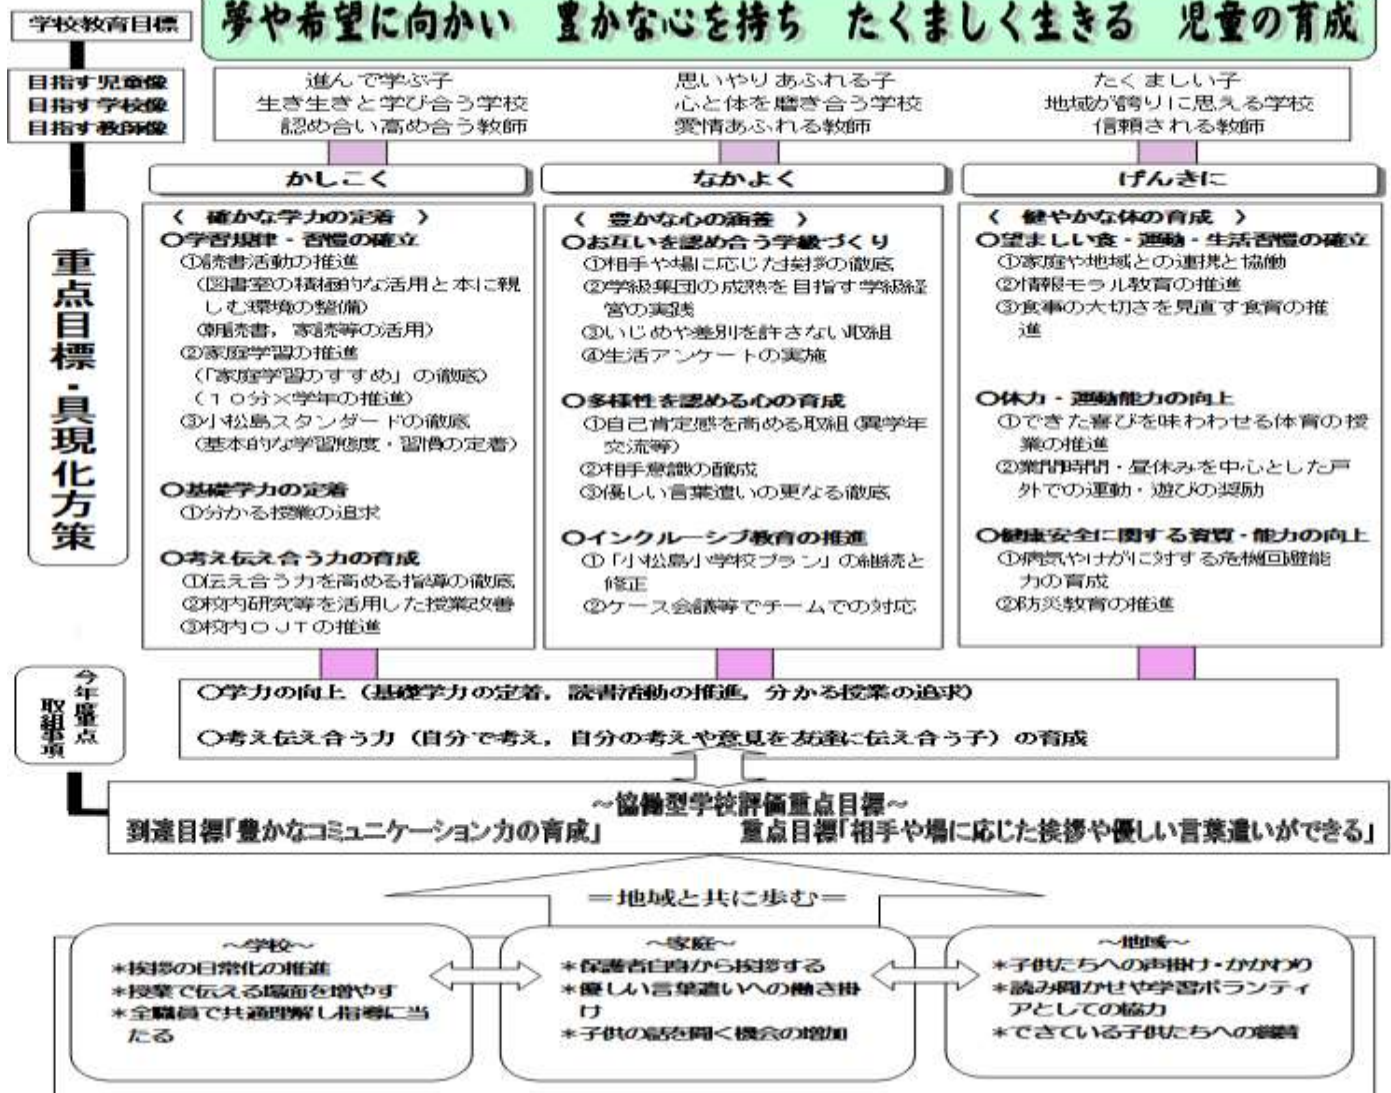 学校教育目標
夢や希望に向かい 豊かな心を持ち たくましく生きる 児童の育成
目指す児童像
目指す学校像
目指す教師像
進んで学ぶ子
生き生きと学び合う学校
認め合い高め合う教師
思いやりあふれる子
心と体を磨き合う学校
愛情あふれる教師
たくましい子
地域が誇りに思える学校
信頼される教師
重点目標・具現化方策
かしこく
〈 確かな学力の定着 〉
○学習規律・習慣の確立
①読書活動の推進
(図書室の積極的な活用と本に親
しむ環境の整備)
(朝読書，家読等の活用)
②家庭学習の推進
(「家庭学習のすすめ」の徹底)
(10分×学年の推進)
③小松島スタンダードの徹底
(基本的な学習態度・習慣の定着)
○基礎学力の定着
①分かる授業の追求
○考え伝え合う力の育成
①伝え合う力を高める指導の徹底
②校内研究等を活用した授業改善
③校内OJTの推進
なかよく
〈 豊かな心の涵養 〉
○お互いを認め合う学級づくり
①相手や場に応じた挨拶の徹底
②学級集団の成熟を目指す学級経
営の実践
③いじめや差別を許さない取組
④生活アンケートの実施
○多様性を認める心の育成
①自己肯定感を高める取組(異学年
交流等)
②相手意識の醸成
③優しい言葉遣いの更なる徹底
○インクルーシブ教育の推進
①「小松島小学校プラン」の継続と
修正
②ケース会議等でチームでの対応
げんきに
〈 健やかな体の育成 〉
○望ましい食・運動・生活習慣の確立
①家庭や地域との連携と協働
②情報モラル教育の推進
③食事の大切さを見直す食育の推
進
○体力・運動能力の向上
①できた喜びを味わわせる体育の授
業の推進
②業間時間・昼休みを中心とした戸
外での運動・遊びの奨励
○健康安全に関する資質・能力の向上
①病気やけがに対する危機回避能
力の育成
②防災教育の推進
今年度重点
取組事項
○学力の向上（基礎学力の定着，読書活動の推進，分かる授業の追求）
○考え伝え合う力（自分で考え，自分の考えや意見を友達に伝え合う子）の育成
～協働型学校評価重点目標～
到達目標「豊かなコミュニケーション力の育成」 重点目標「相手や場に応じた挨拶や優しい言葉遣いができる」
＝地域と共に歩む＝
～学校～
＊挨拶の日常化の推進
＊授業で伝える場面を増やす
＊全職員で共通理解し指導に当
たる
～家庭～
＊保護者自身から挨拶する
＊優しい言葉遣いへの働き掛
け
＊子供の話を聞く機会の増加
～地域～
＊子供たちへの声掛け・かかわり
＊読み聞かせや学習ボランティ
アとしての協力
＊できている子供たちへの賞賛